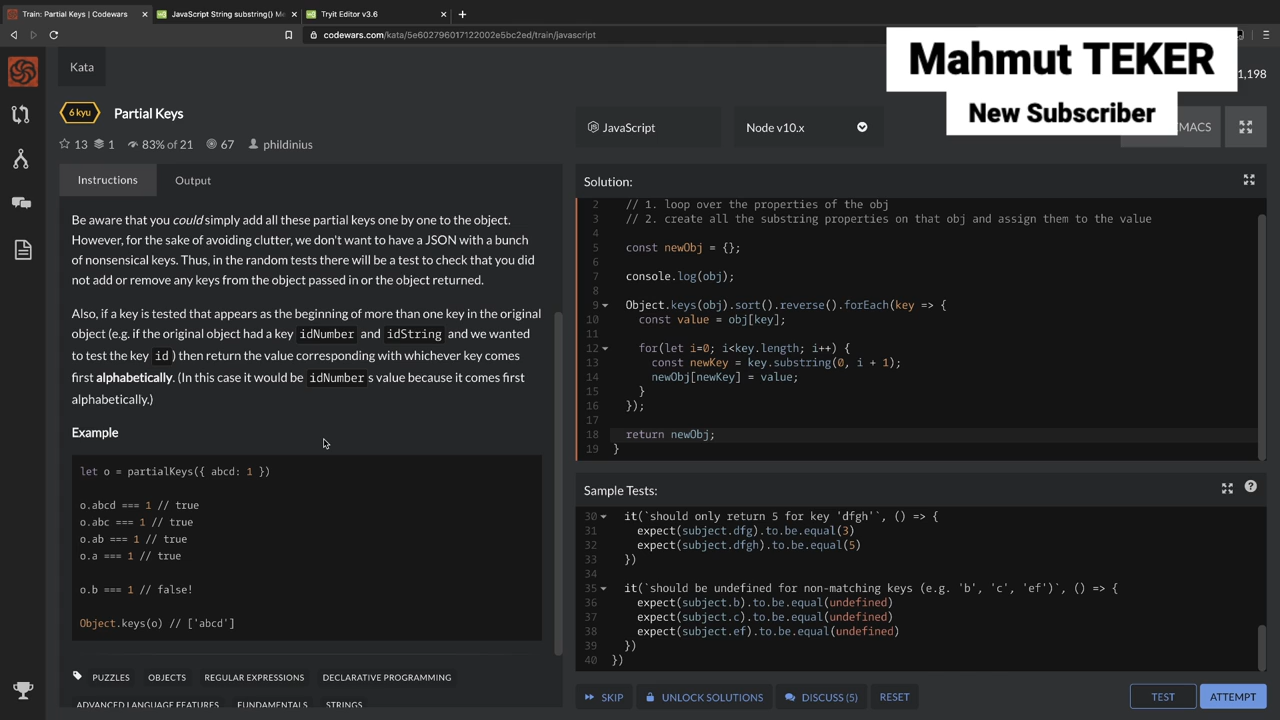 Train: Partial Keys | Codewars
JavaScript String substring() Me
Tryit Editor v3.6
codewars.com/kata/5e602796017122002e5bc2ed/train/javascript
Mahmut TEKER
New Subscriber
1,198
Kata
6 kyu
Partial Keys
13 1 83% of 21 67 phildinius
JavaScript
Node v10.x
MACS
Instructions
Output
Be aware that you could simply add all these partial keys one by one to the object.
However, for the sake of avoiding clutter, we don't want to have a JSON with a bunch
of nonsensical keys. Thus, in the random tests there will be a test to check that you did
not add or remove any keys from the object passed in or the object returned.
Also, if a key is tested that appears as the beginning of more than one key in the original
object (e.g. if the original object had a key idNumber and idString and we wanted
to test the key id ) then return the value corresponding with whichever key comes
first alphabetically. (In this case it would be idNumber s value because it comes first
alphabetically.)
Example
let o = partialKeys({ abcd: 1 })
o.abcd === 1 // true
o.abc === 1 // true
o.ab === 1 // true
o.a === 1 // true
o.b === 1 // false!
Object.keys(o) // ['abcd']
PUZZLES OBJECTS REGULAR EXPRESSIONS DECLARATIVE PROGRAMMING
ADVANCED LANGUAGE FEATURES FUNDAMENTALS STRINGS
Solution:
2 // 1. loop over the properties of the obj
3 // 2. create all the substring properties on that obj and assign them to the value
4
5 const newObj = {};
6
7 console.log(obj);
8
9 Object.keys(obj).sort().reverse().forEach(key => {
10 const value = obj[key];
11
12 for(let i=0; i<key.length; i++) {
13 const newKey = key.substring(0, i + 1);
14 newObj[newKey] = value;
15 }
16 });
17
18 return newObj;
19 }
Sample Tests:
30 it(`should only return 5 for key 'dfgh'`, () => {
31 expect(subject.dfg).to.be.equal(3)
32 expect(subject.dfgh).to.be.equal(5)
33 })
34
35 it(`should be undefined for non-matching keys (e.g. 'b', 'c', 'ef')`, () => {
36 expect(subject.b).to.be.equal(undefined)
37 expect(subject.c).to.be.equal(undefined)
38 expect(subject.ef).to.be.equal(undefined)
39 })
40 })
SKIP
UNLOCK SOLUTIONS
DISCUSS (5)
RESET
TEST
ATTEMPT